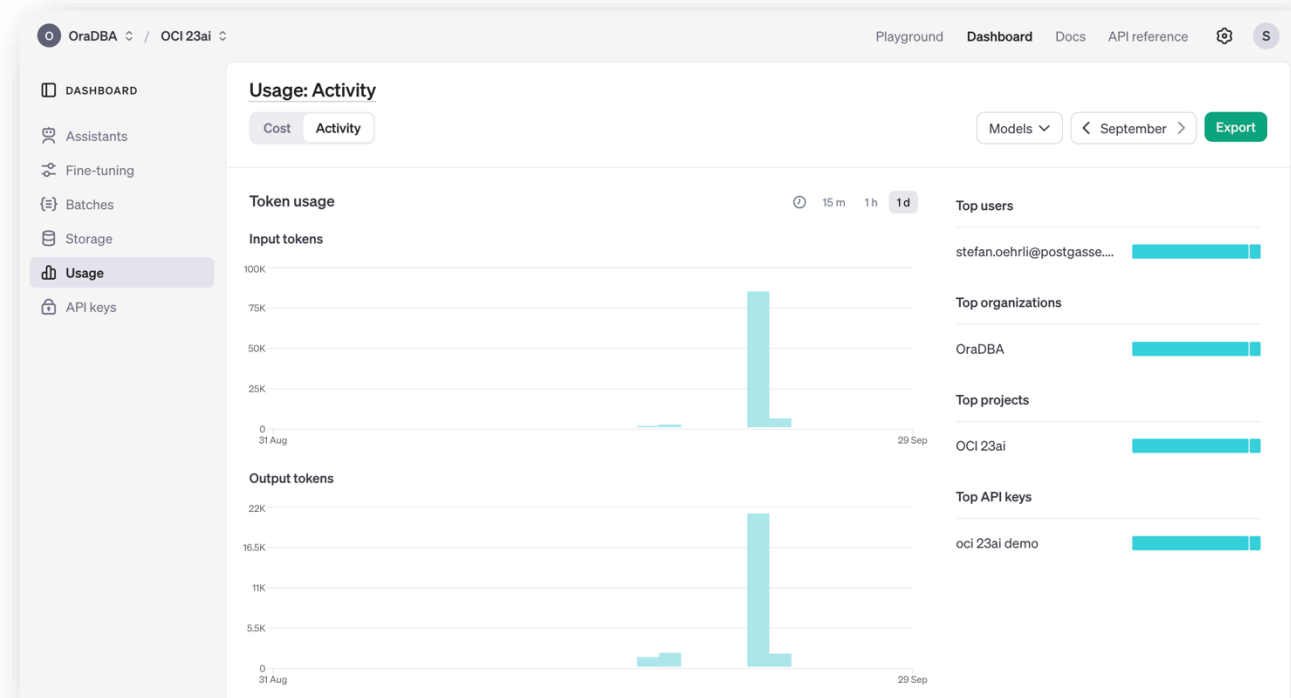 O OraDBA / OCI 23ai
Playground Dashboard Docs API reference S
DASHBOARD
Assistants
Fine-tuning
Batches
Storage
Usage
API keys
Usage: Activity
Cost Activity
Models September Export
Token usage
15 m 1 h 1 d
Input tokens
100K
75K
50K
25K
0
31 Aug 29 Sep
Output tokens
22K
16.5K
11K
5.5K
0
31 Aug 29 Sep
Top users
stefan.oehrli@postgasse....
Top organizations
OraDBA
Top projects
OCI 23ai
Top API keys
oci 23ai demo